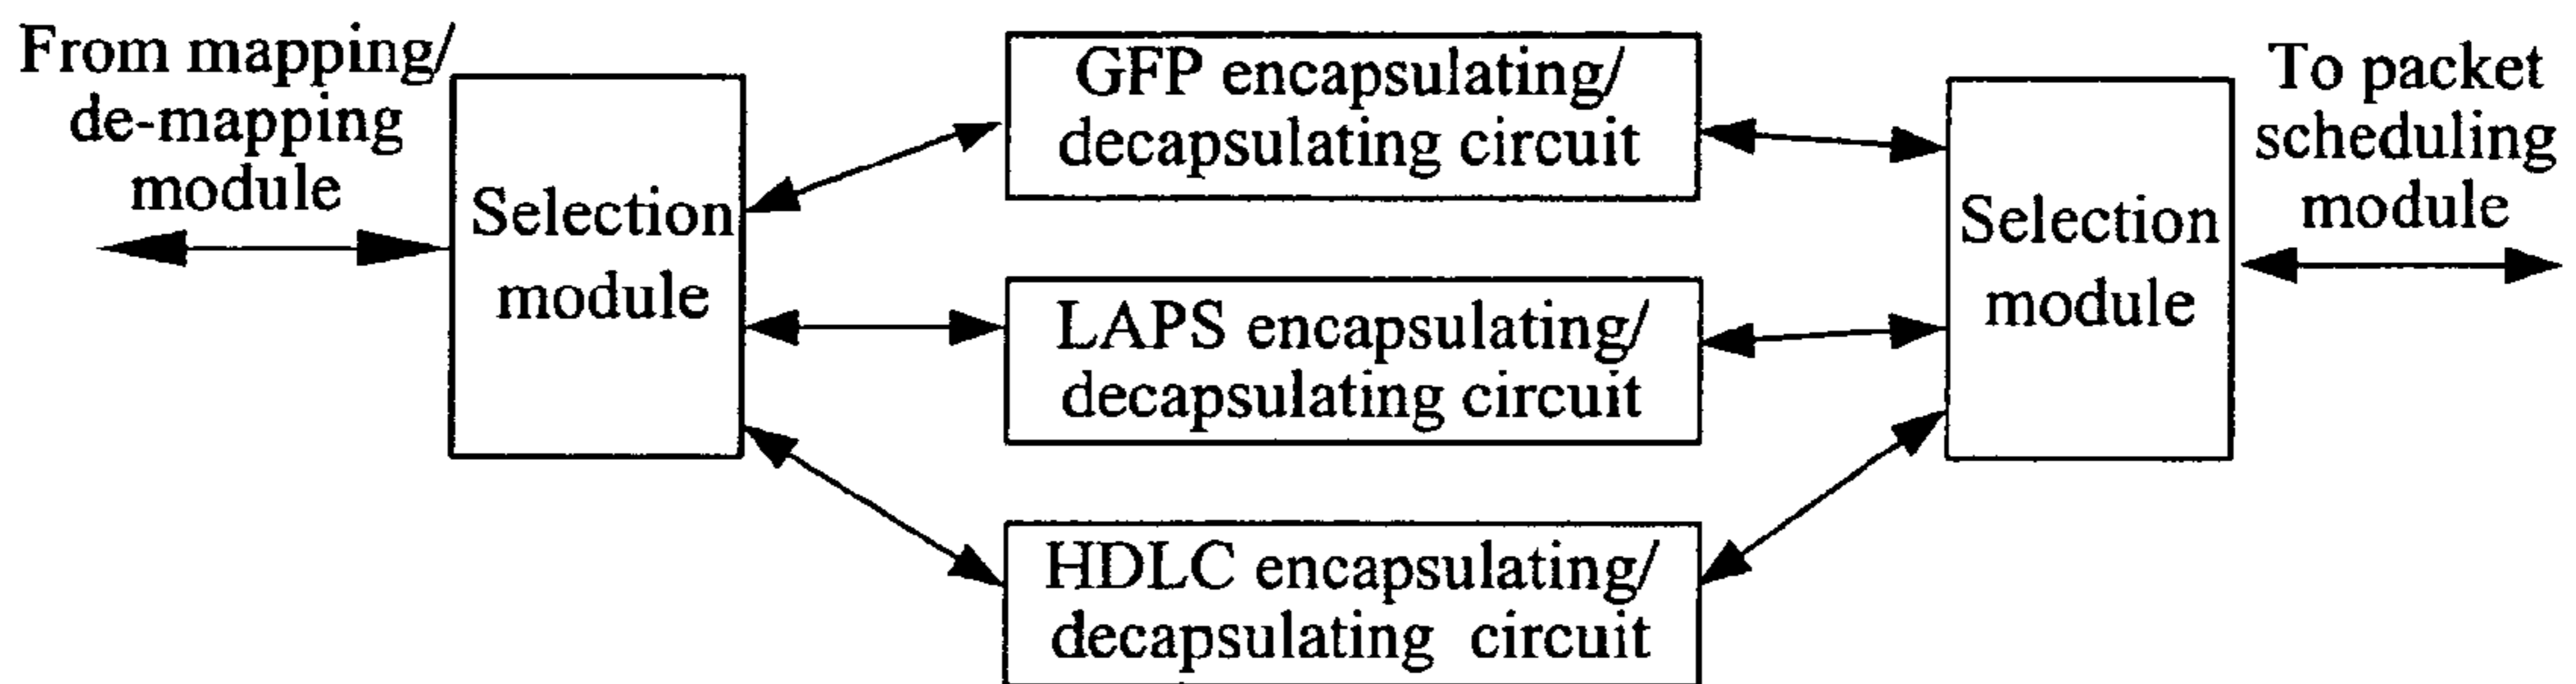 From mapping/
de-mapping
module
Selection
module
GFP encapsulating/
decapsulating circuit
LAPS encapsulating/
decapsulating circuit
HDLC encapsulating/
decapsulating circuit
Selection
module
To packet
scheduling
module